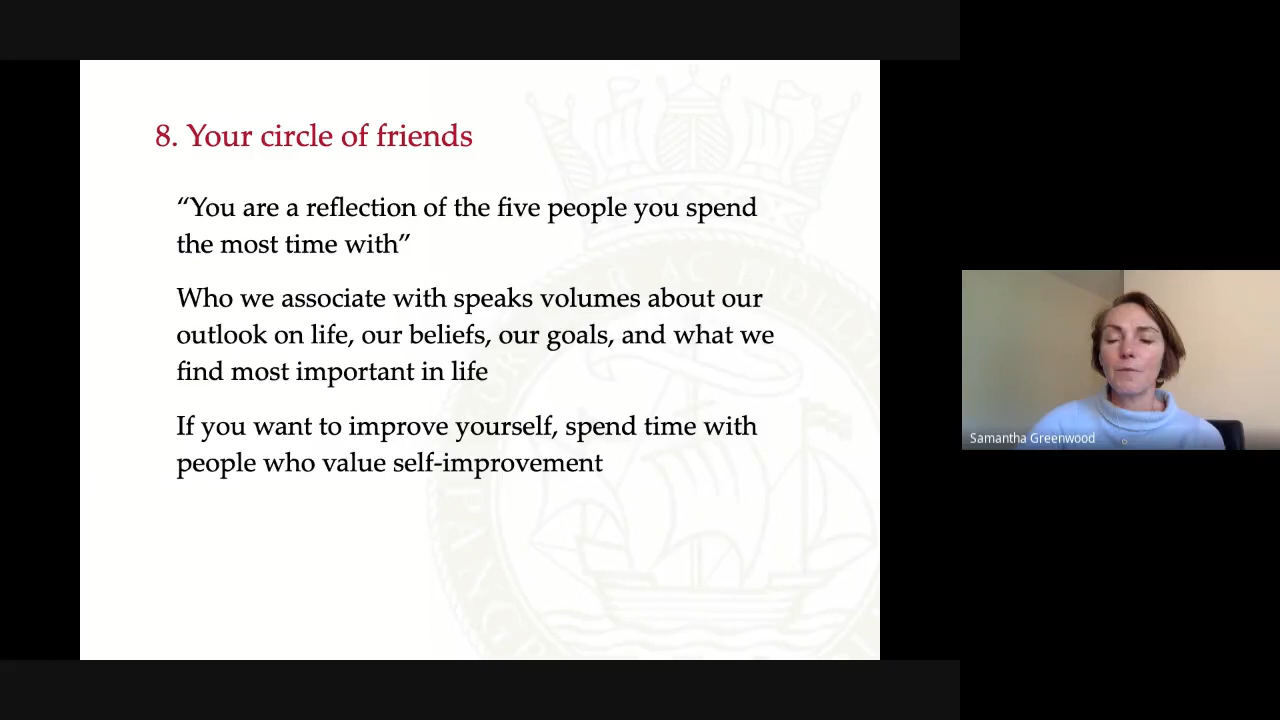 8. Your circle of friends
“You are a reflection of the five people you spend
the most time with”
Who we associate with speaks volumes about our
outlook on life, our beliefs, our goals, and what we
find most important in life
If you want to improve yourself, spend time with
people who value self-improvement
Samantha Greenwood